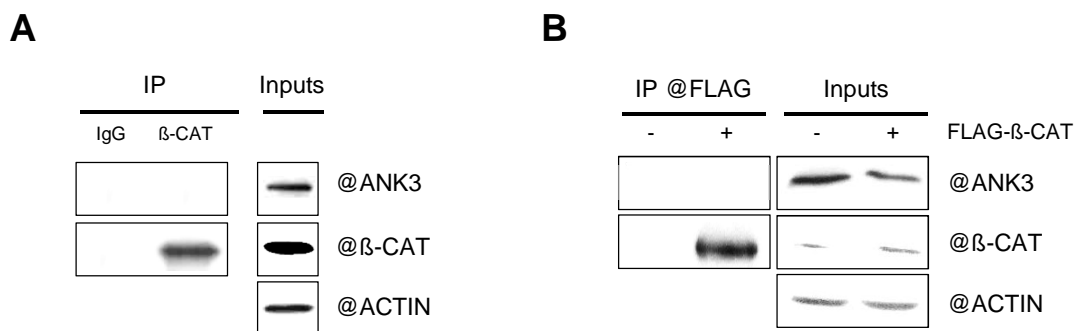 A
IP Inputs
IgG ß-CAT
@ANK3
@ß-CAT
@ACTIN
B
IP @FLAG Inputs
- + - + FLAG-ß-CAT
@ANK3
@ß-CAT
@ACTIN